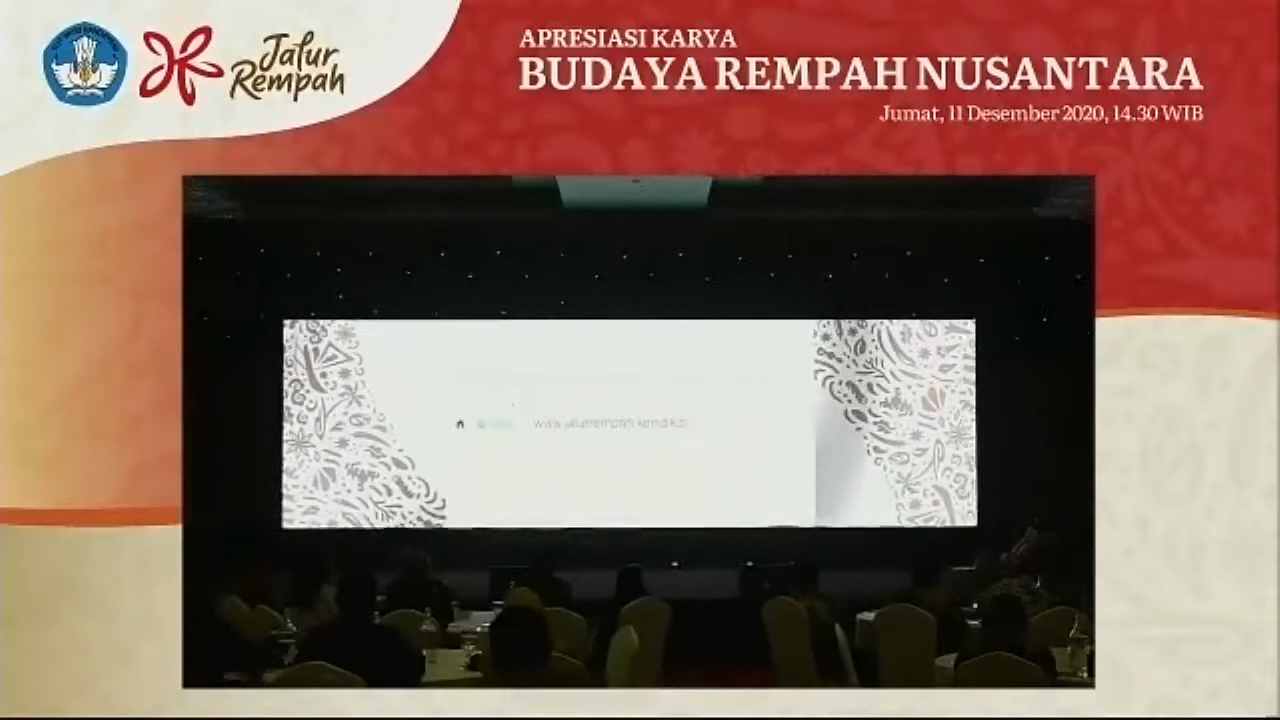 Jalur
Rempah
APRESIASI KARYA
BUDAYA REMPAH NUSANTARA
Jumat, 11 Desember 2020, 14.30 WIB